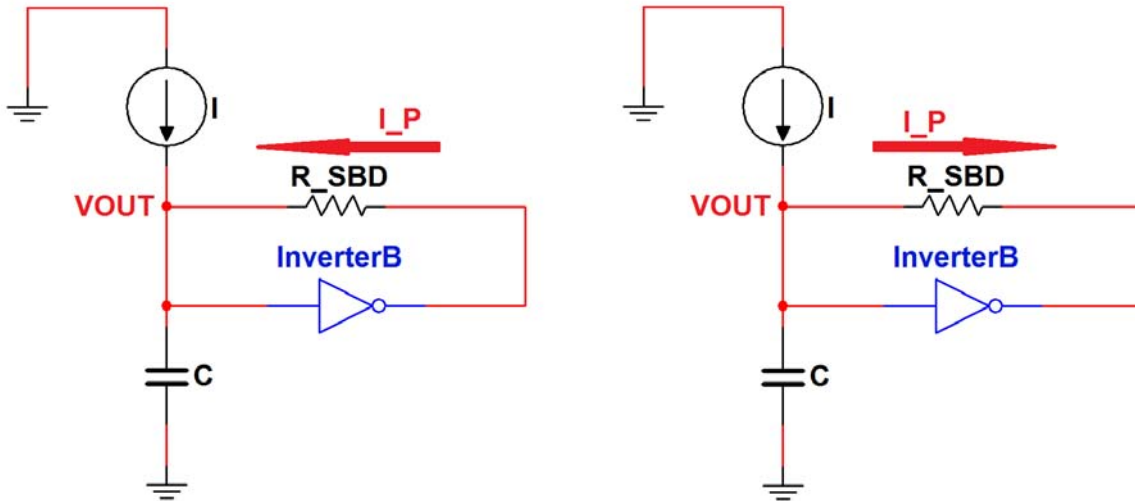 I
I_P
R_SBD
VOUT
InverterB
C
I
I_P
R_SBD
VOUT
InverterB
C